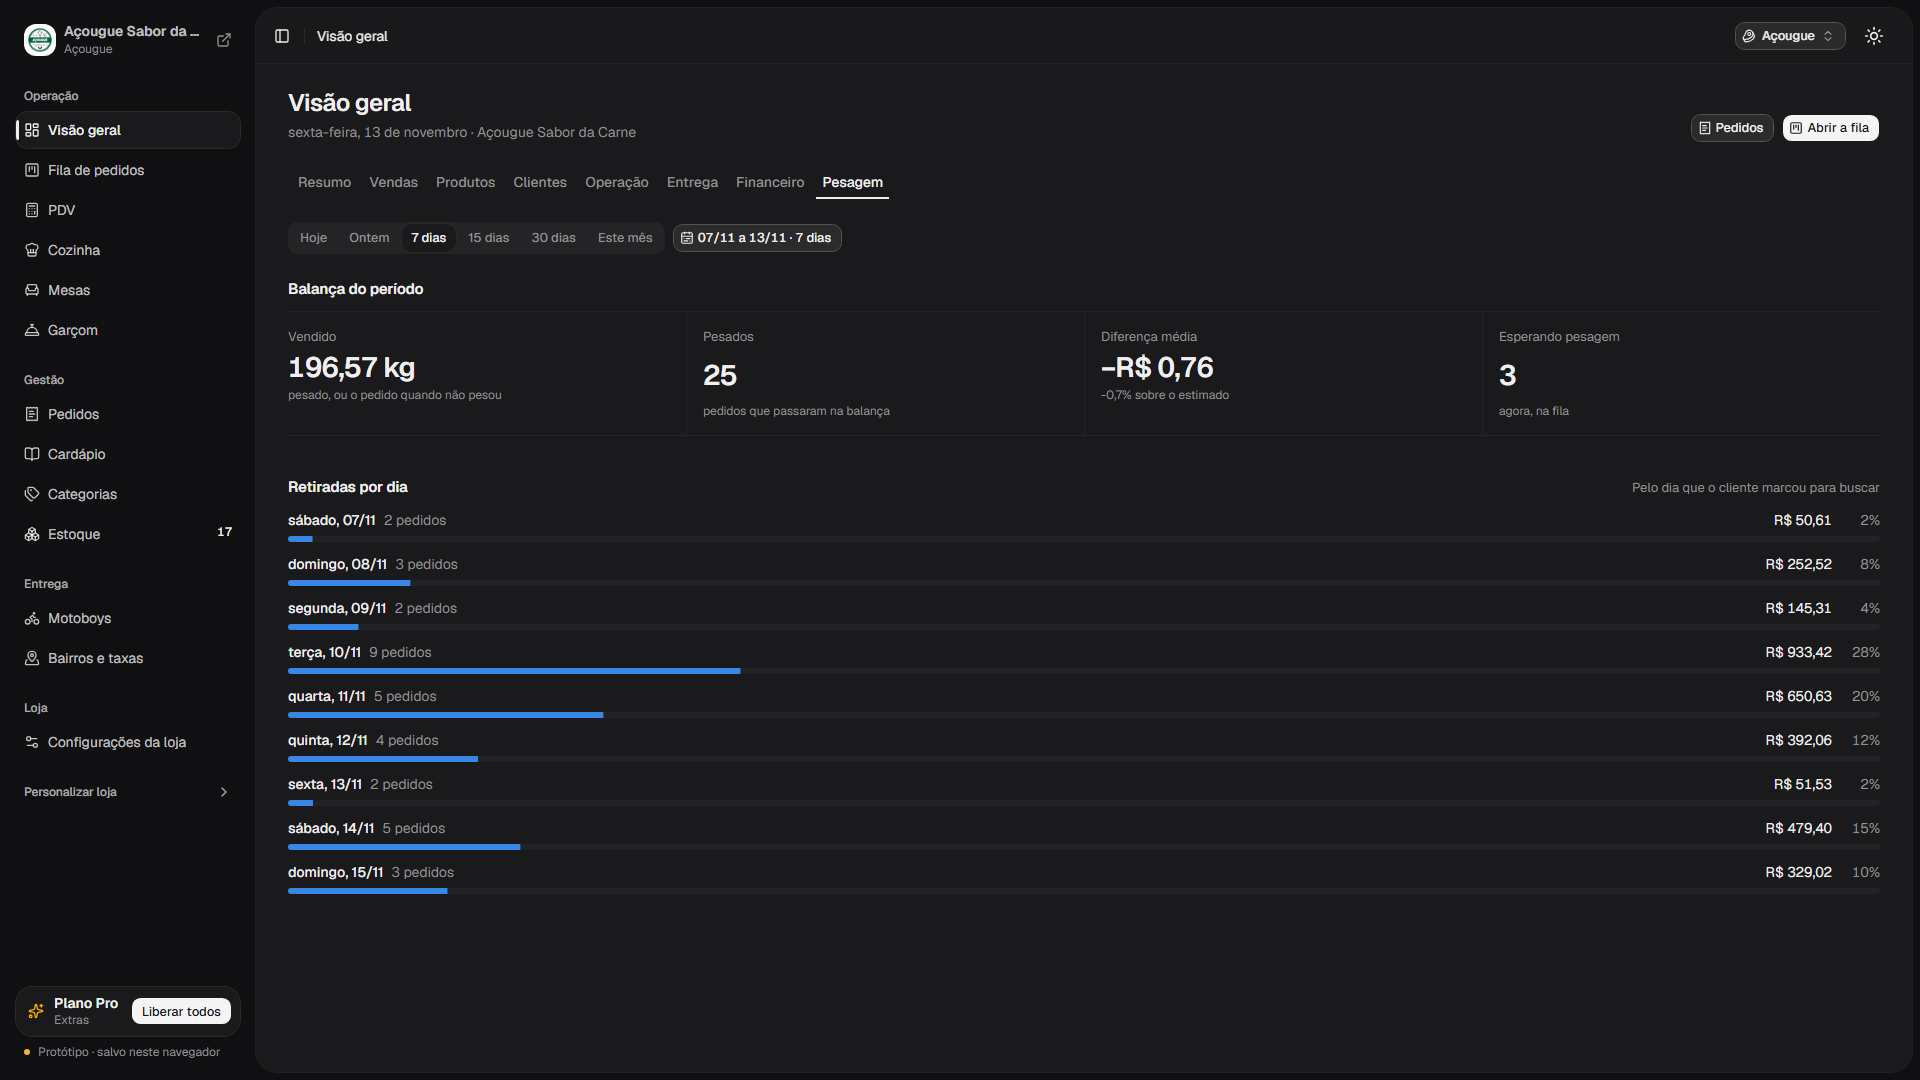 Açougue Sabor da ...
Açougue
Operação
Visão geral
Fila de pedidos
PDV
Cozinha
Mesas
Garçom
Gestão
Pedidos
Cardápio
Categorias
Estoque 17
Entrega
Motoboys
Bairros e taxas
Loja
Configurações da loja
Personalizar loja
Plano Pro
Extras
Liberar todos
Protótipo · salvo neste navegador
Visão geral
Açougue
Visão geral
sexta-feira, 13 de novembro · Açougue Sabor da Carne
Pedidos Abrir a fila
Resumo Vendas Produtos Clientes Operação Entrega Financeiro Pesagem
Hoje Ontem 7 dias 15 dias 30 dias Este mês 07/11 a 13/11 · 7 dias
Balança do período
Vendido
196,57 kg
pesado, ou o pedido quando não pesou
Pesados
25
pedidos que passaram na balança
Diferença média
−R$ 0,76
-0,7% sobre o estimado
Esperando pesagem
3
agora, na fila
Retiradas por dia Pelo dia que o cliente marcou para buscar
sábado, 07/11 2 pedidos R$ 50,61 2%
domingo, 08/11 3 pedidos R$ 252,52 8%
segunda, 09/11 2 pedidos R$ 145,31 4%
terça, 10/11 9 pedidos R$ 933,42 28%
quarta, 11/11 5 pedidos R$ 650,63 20%
quinta, 12/11 4 pedidos R$ 392,06 12%
sexta, 13/11 2 pedidos R$ 51,53 2%
sábado, 14/11 5 pedidos R$ 479,40 15%
domingo, 15/11 3 pedidos R$ 329,02 10%